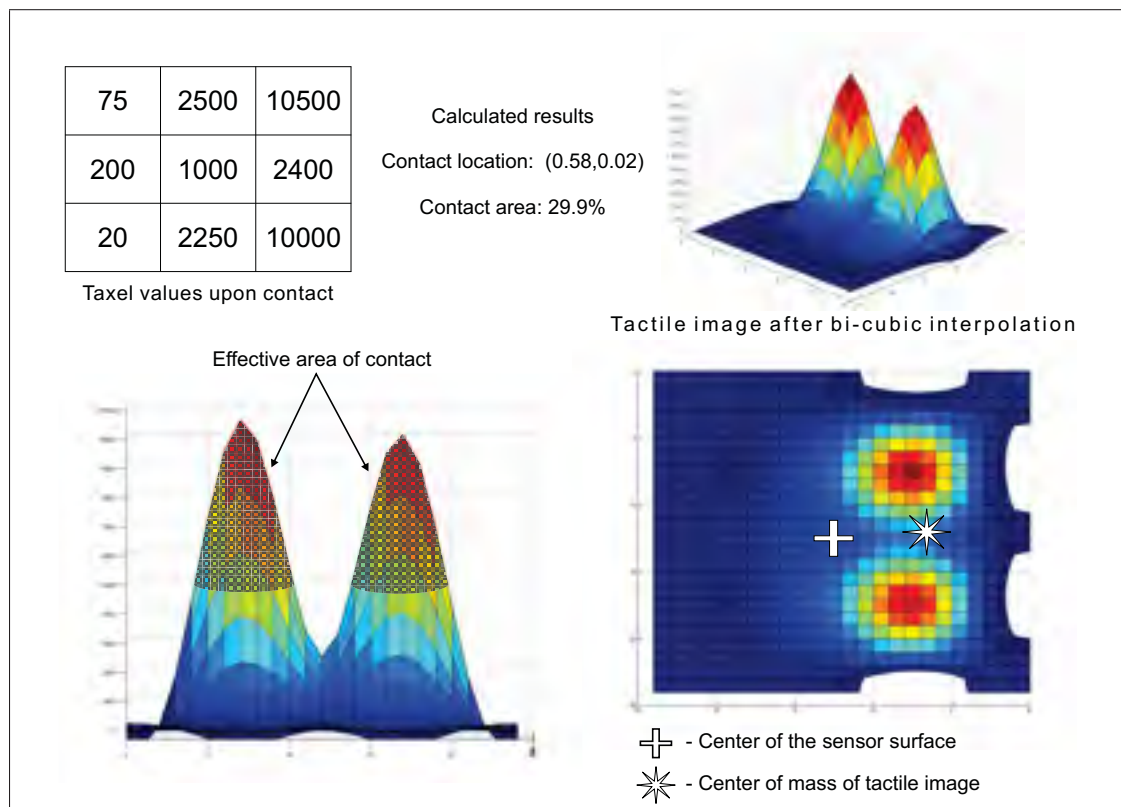 75 2500 10500
200 1000 2400
20 2250 10000
Taxel values upon contact
Calculated results
Contact location: (0.58,0.02)
Contact area: 29.9%
Tactile image after bi-cubic interpolation
Effective area of contact
- Center of the sensor surface
- Center of mass of tactile image